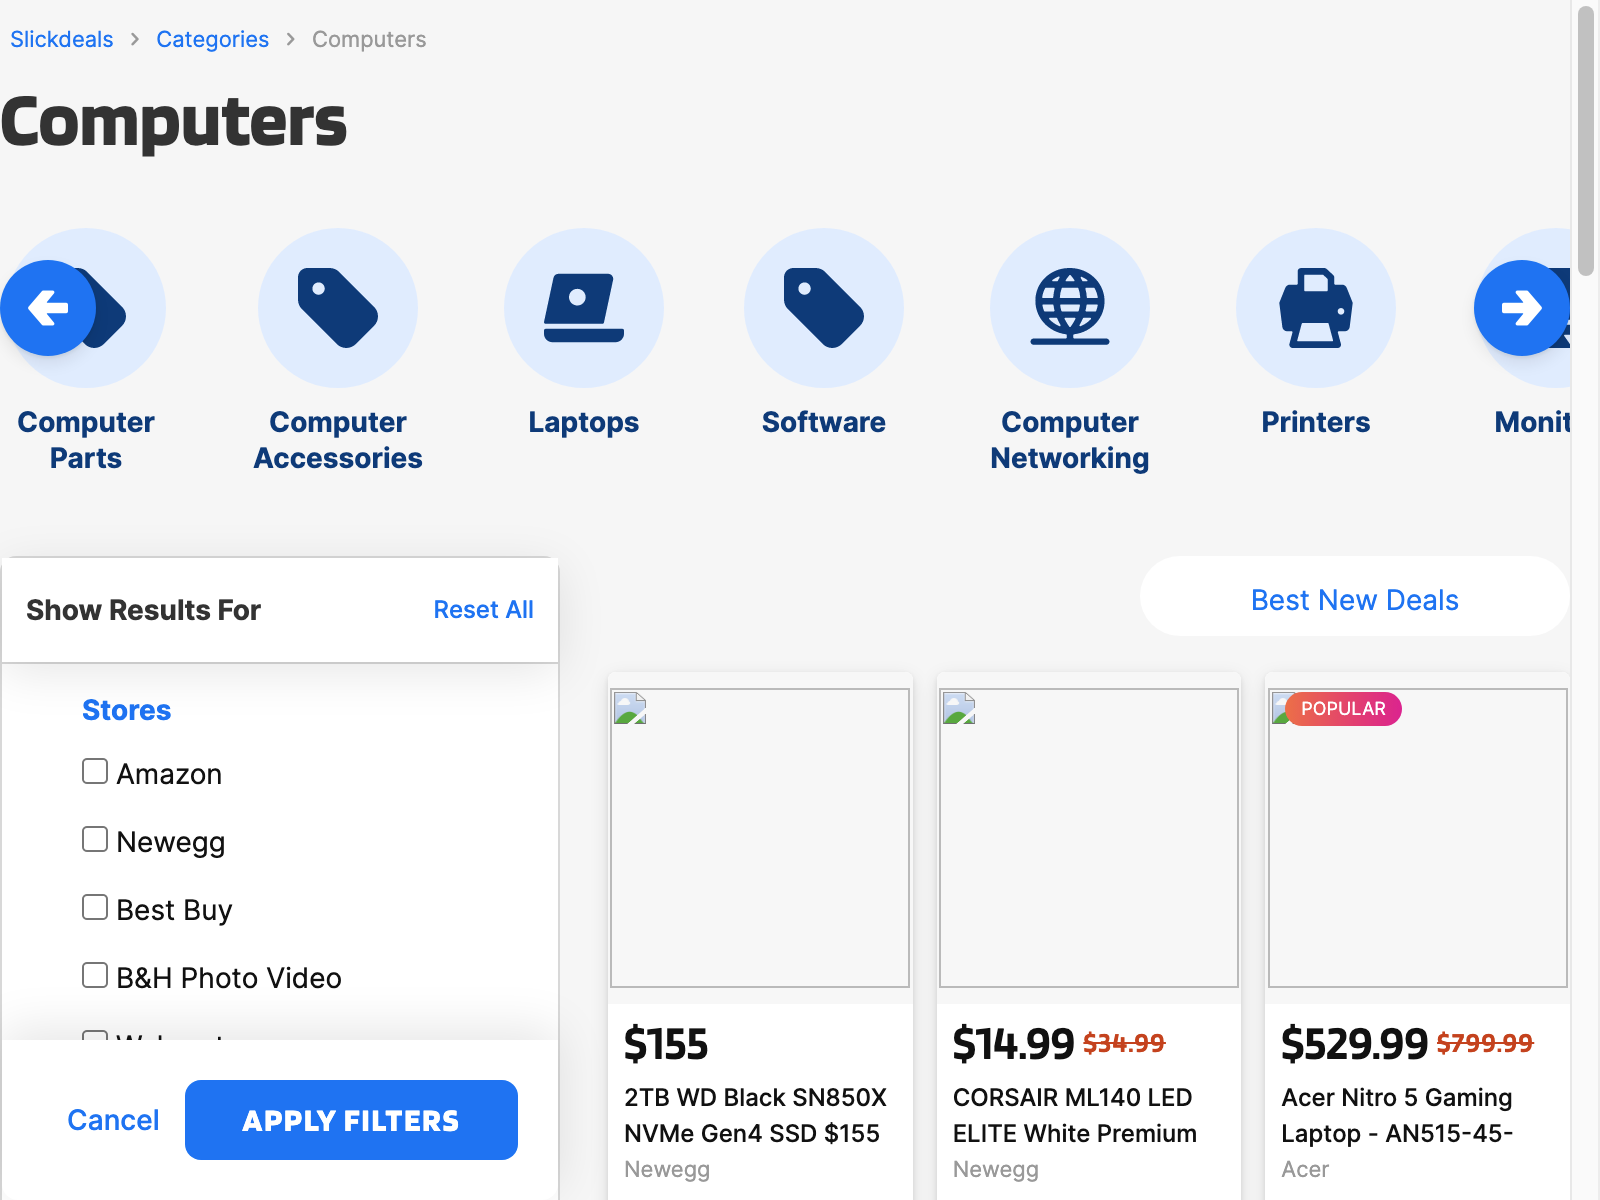 Slickdeals > Categories > Computers
Computers
Computer
Parts
Computer
Accessories
Laptops
Software
Computer
Networking
Printers
Monit
Show Results For
Reset All
Best New Deals
Stores
Amazon
Newegg
Best Buy
B&H Photo Video
Cancel
APPLY FILTERS
$155
2TB WD Black SN850X
NVMe Gen4 SSD $155
Newegg
$14.99 $34.99
CORSAIR ML140 LED
ELITE White Premium
Newegg
POPULAR
$529.99 $799.99
Acer Nitro 5 Gaming
Laptop - AN515-45-
Acer